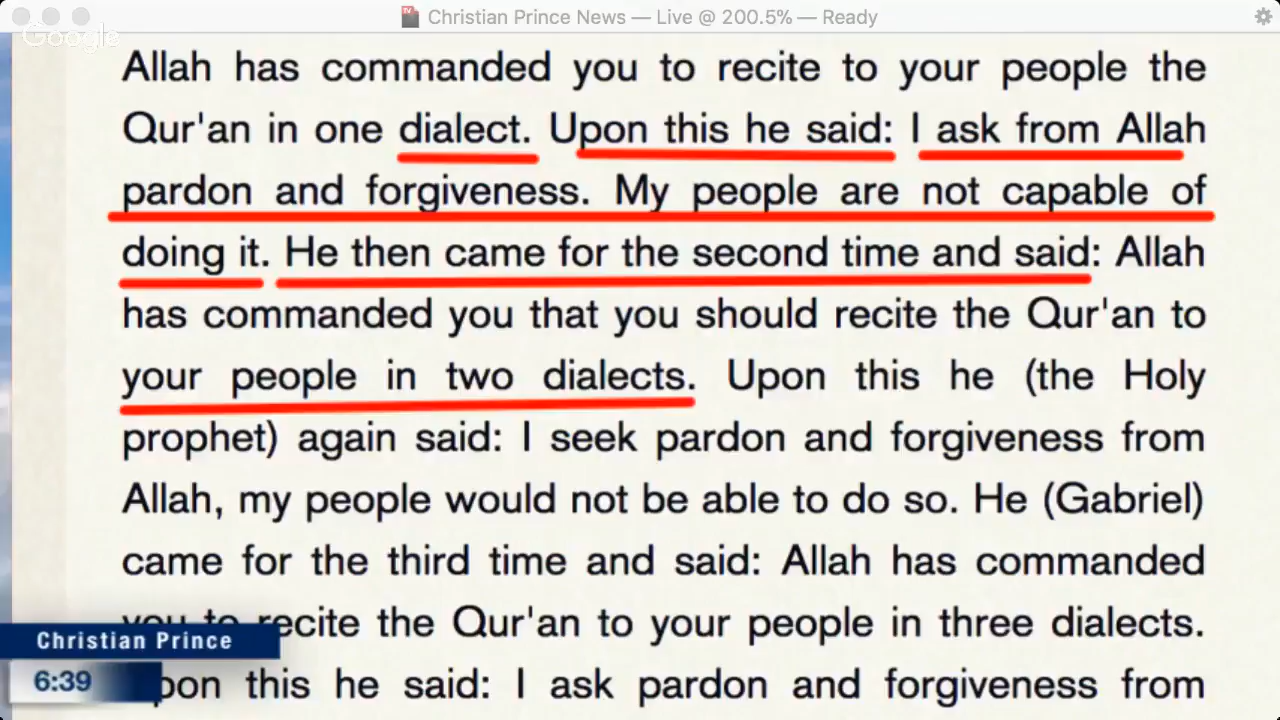 Christian Prince News — Live @ 200.5% — Ready
Google
Allah has commanded you to recite to your people the
Qur'an in one dialect. Upon this he said: I ask from Allah
pardon and forgiveness. My people are not capable of
doing it. He then came for the second time and said: Allah
has commanded you that you should recite the Qur'an to
your people in two dialects. Upon this he (the Holy
prophet) again said: I seek pardon and forgiveness from
Allah, my people would not be able to do so. He (Gabriel)
came for the third time and said: Allah has commanded
you to recite the Qur'an to your people in three dialects.
Christian Prince
6:39
Upon this he said: I ask pardon and forgiveness from